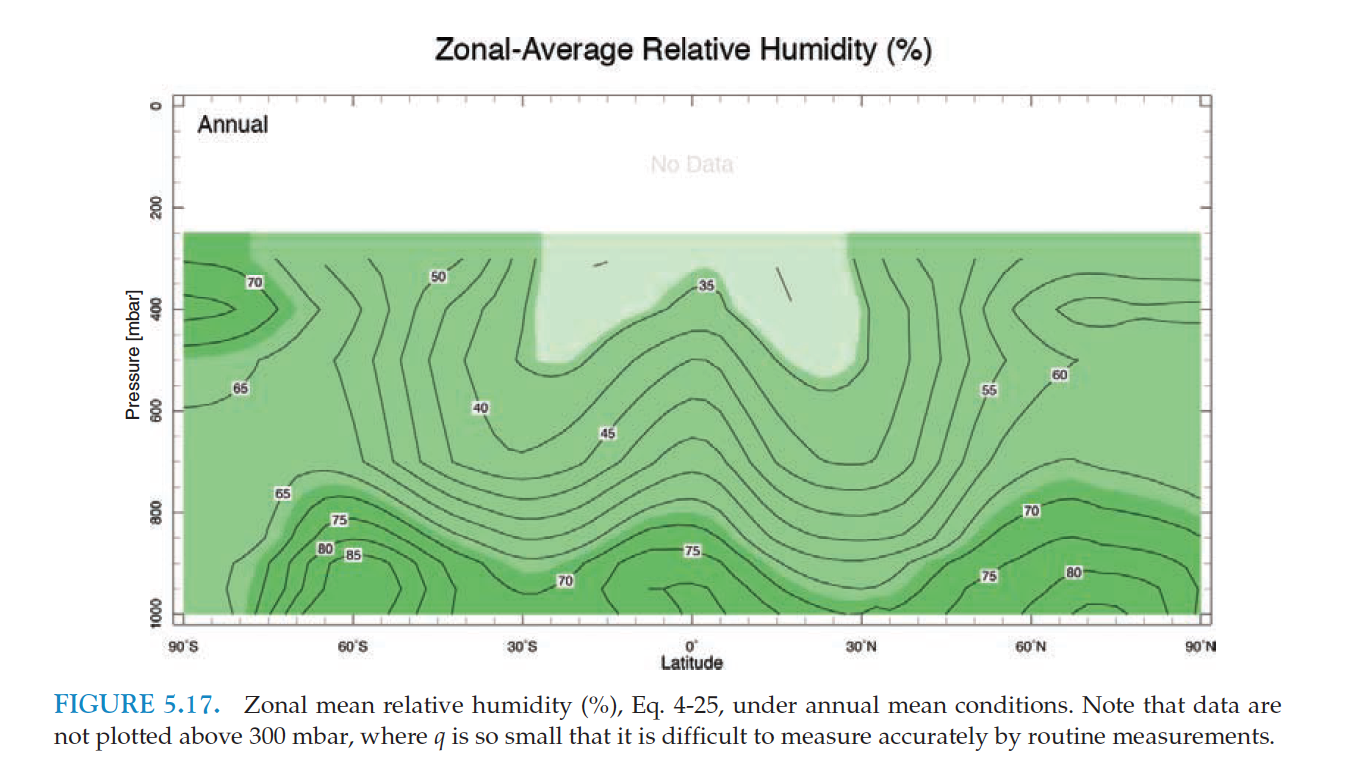 Zonal-Average Relative Humidity (%)
Annual
No Data
0
200
400
600
800
1000
Pressure [mbar]
70
50
35
65
40
45
55
60
65
75
80
85
70
75
70
75
80
90°S
60°S
30°S
0°
30°N
60°N
90°N
Latitude
FIGURE 5.17. Zonal mean relative humidity (%), Eq. 4-25, under annual mean conditions. Note that data are
not plotted above 300 mbar, where q is so small that it is difficult to measure accurately by routine measurements.